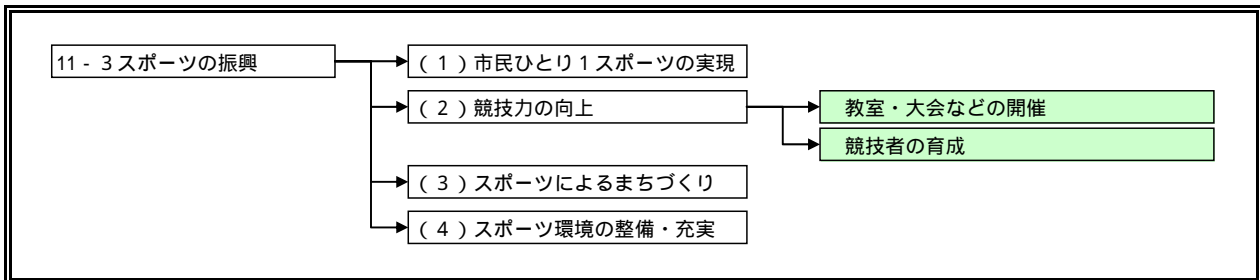 11‐3スポーツの振興
(1)市民ひとり1スポーツの実現
(2)競技力の向上
教室・大会などの開催
競技者の育成
(3)スポーツによるまちづくり
(4)スポーツ環境の整備・充実